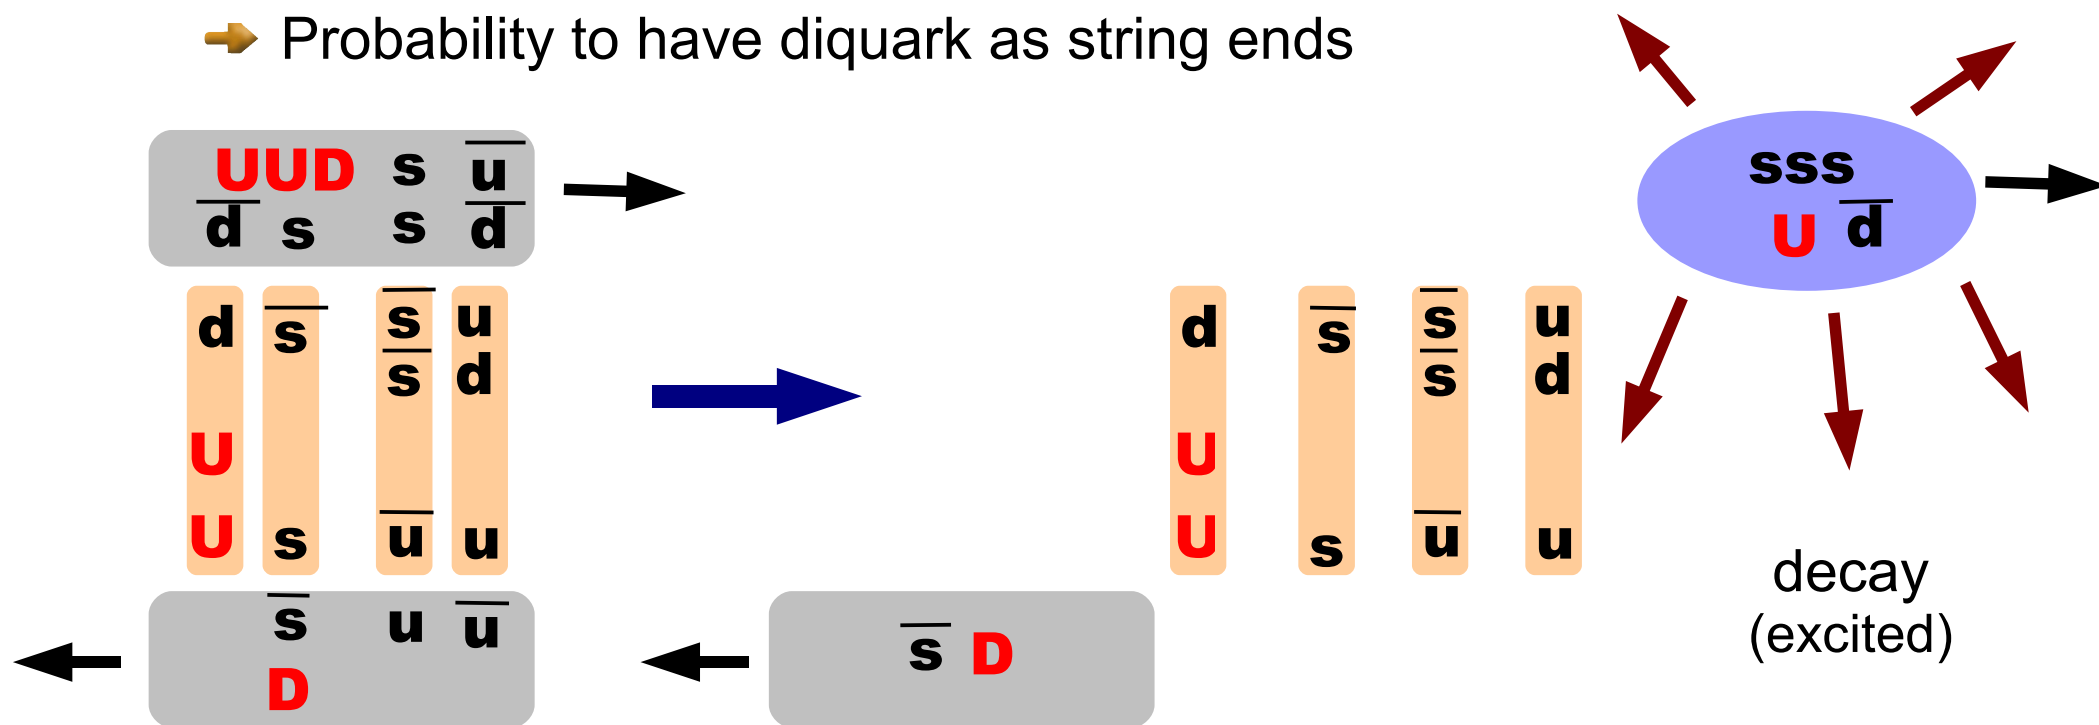 Probability to have diquark as string ends
UUD s u̅
d̅ s s d̅
d s̅ s̅ u
s̅ d
U
U s u̅ u
s̅ u u̅
D
s̅ D
d s̅ s̅ u
s̅ d
U
U s u̅ u
sss
U d̅
decay
(excited)